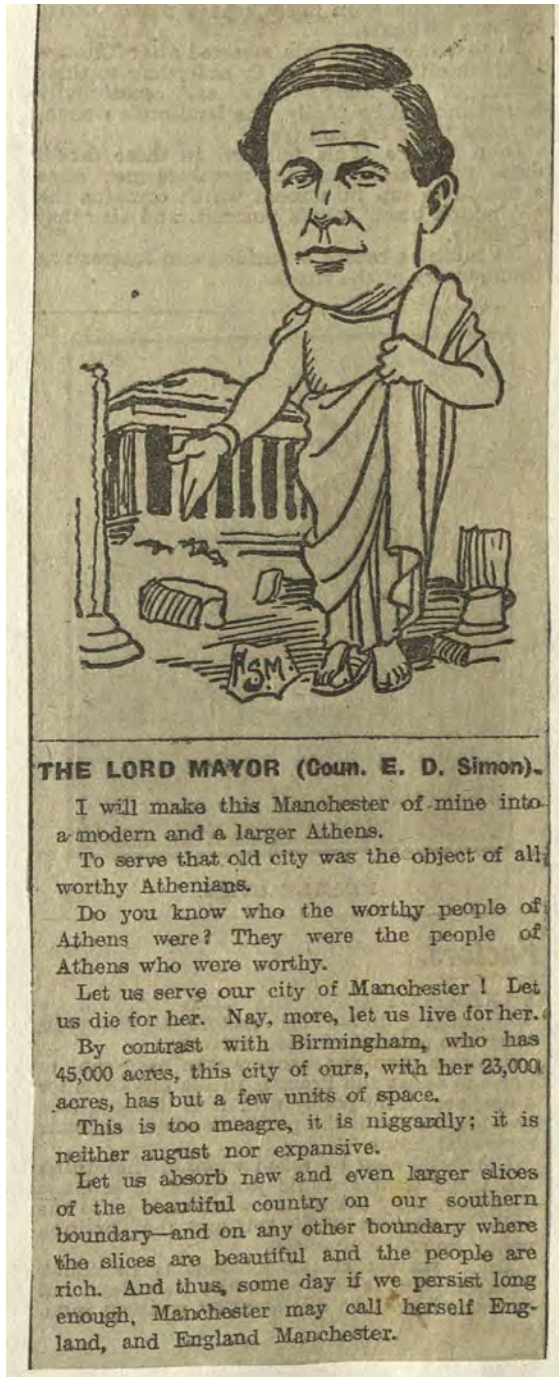 M.S.M.
THE LORD MAYOR (Coun. E. D. Simon).
I will make this Manchester of mine into
a modern and a larger Athens.
To serve that old city was the object of all
worthy Athenians.
Do you know who the worthy people of
Athens were? They were the people of
Athens who were worthy.
Let us serve our city of Manchester! Let
us die for her. Nay, more, let us live for her.
By contrast with Birmingham, who has
45,000 acres, this city of ours, with her 23,000
acres, has but a few units of space.
This is too meagre, it is niggardly; it is
neither august nor expansive.
Let us absorb new and even larger slices
of the beautiful country on our southern
boundary—and on any other boundary where
the slices are beautiful and the people are
rich. And thus, some day if we persist long
enough, Manchester may call herself Eng-
land, and England Manchester.